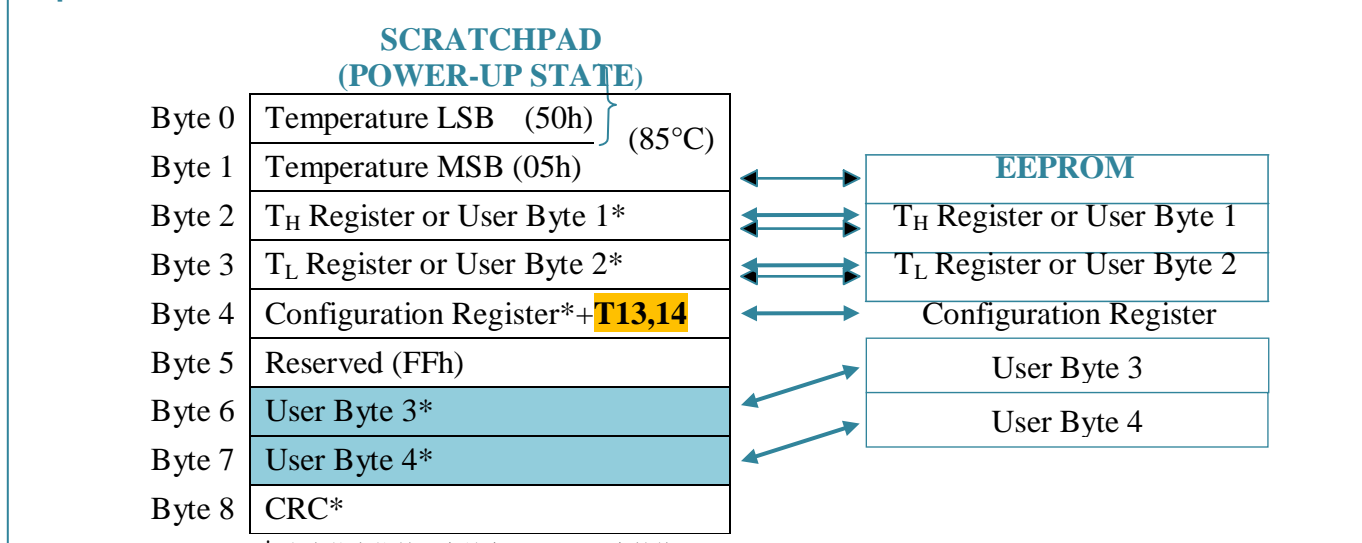 SCRATCHPAD
(POWER-UP STATE)
Byte 0 Temperature LSB (50h)
(85°C)
Byte 1 Temperature MSB (05h) EEPROM
Byte 2 TH Register or User Byte 1* TH Register or User Byte 1
Byte 3 TL Register or User Byte 2* TL Register or User Byte 2
Byte 4 Configuration Register*+T13,14 Configuration Register
Byte 5 Reserved (FFh) User Byte 3
Byte 6 User Byte 3* User Byte 4
Byte 7 User Byte 4*
Byte 8 CRC*